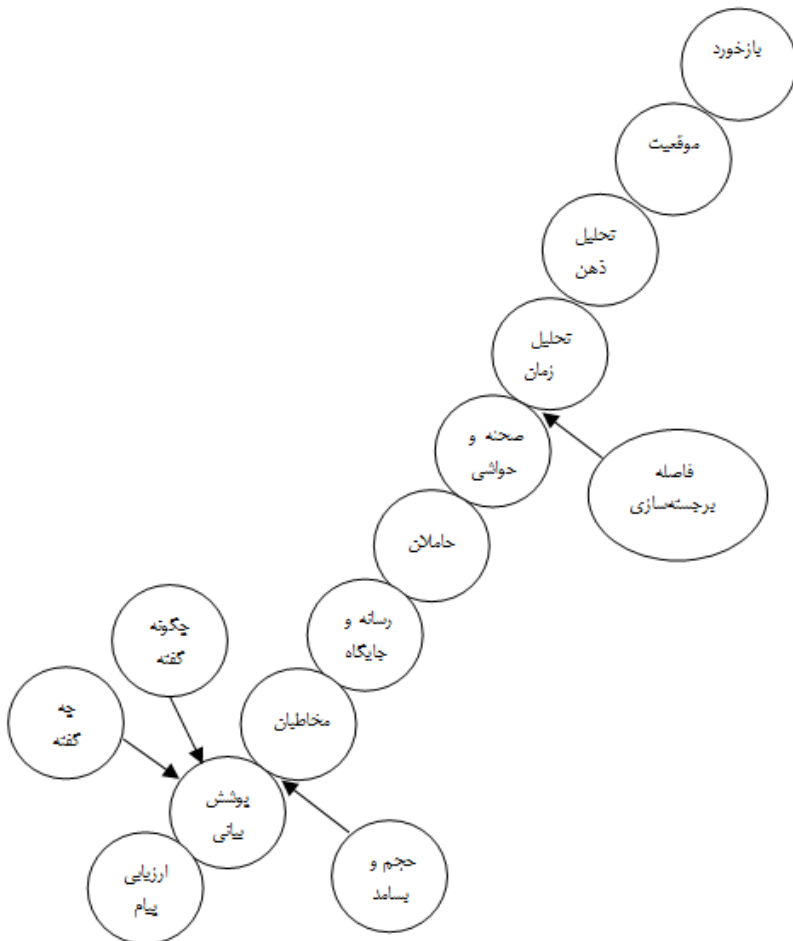 بازخورد
موقعیت
تحلیل
ذهن
تحلیل
زمان
صحنه و
حواشی
فاصله
برجسته‌سازی
حاملان
رسانه و
جایگاه
چگونه
گفته
مخاطبان
چه
گفته
پوشش
بیانی
حجم و
بسامد
ارزیابی
پیام